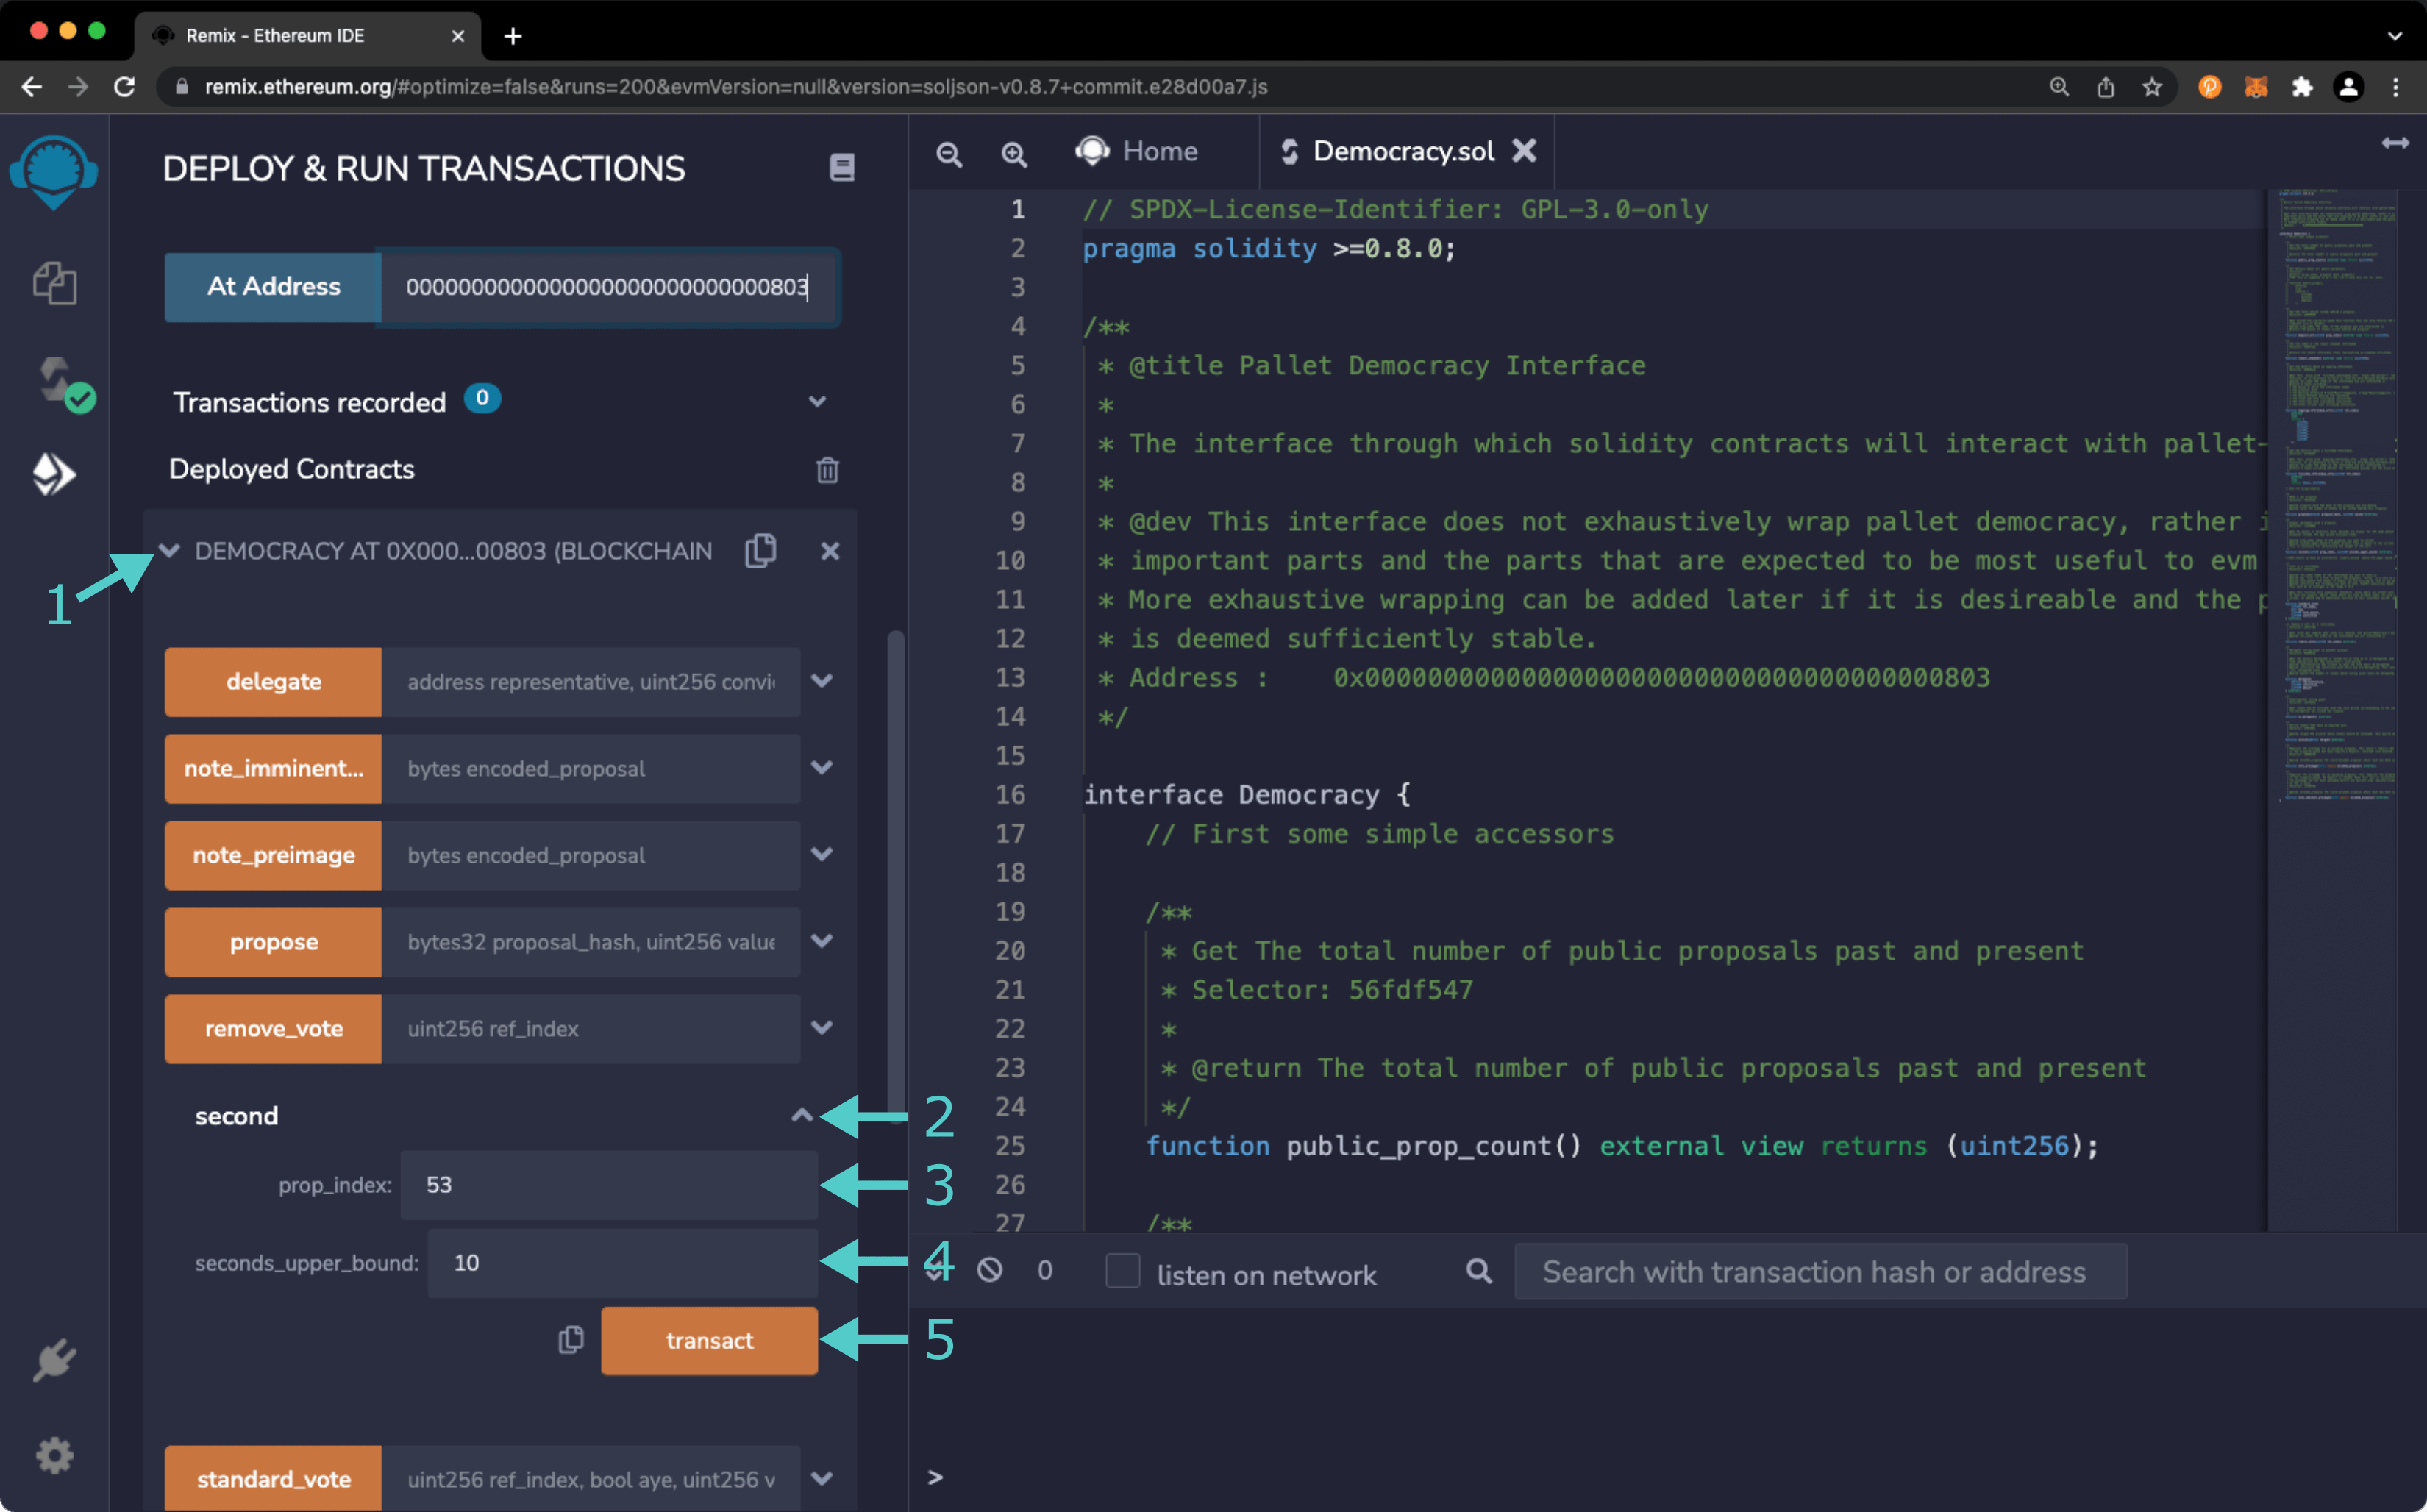 Remix - Ethereum IDE
remix.ethereum.org/#optimize=false&runs=200&evmVersion=null&version=soljson-v0.8.7+commit.e28d00a7.js
DEPLOY & RUN TRANSACTIONS
At Address
Transactions recorded 0
Deployed Contracts
DEMOCRACY AT 0X000...00803 (BLOCKCHAIN
1
delegate address representative, uint256
note_imminent... bytes encoded_proposal
note_preimage bytes encoded_proposal
propose bytes32 proposal_hash, uint256 value
remove_vote uint256 ref_index
second 2
prop_index: 53 3
seconds_upper_bound: 10 4
transact 5
standard_vote uint256 ref_index, bool aye, uint256 v
Home
Democracy.sol
1 // SPDX-License-Identifier: GPL-3.0-only
2 pragma solidity >=0.8.0;
3
4 /**
5 * @title Pallet Democracy Interface
6 *
7 * The interface through which solidity contracts will interact with pallet-
8 *
9 * @dev This interface does not exhaustively wrap pallet democracy, rather i
10 * important parts and the parts that are expected to be most useful to evm
11 * More exhaustive wrapping can be added later if it is desireable and the p
12 * is deemed sufficiently stable.
13 * Address : 0x0000000000000000000000000000000000000803
14 */
15
16 interface Democracy {
17 // First some simple accessors
18
19 /**
20 * Get The total number of public proposals past and present
21 * Selector: 56fdf547
22 *
23 * @return The total number of public proposals past and present
24 */
25 function public_prop_count() external view returns (uint256);
26
27 /**
0 listen on network Search with transaction hash or address
>